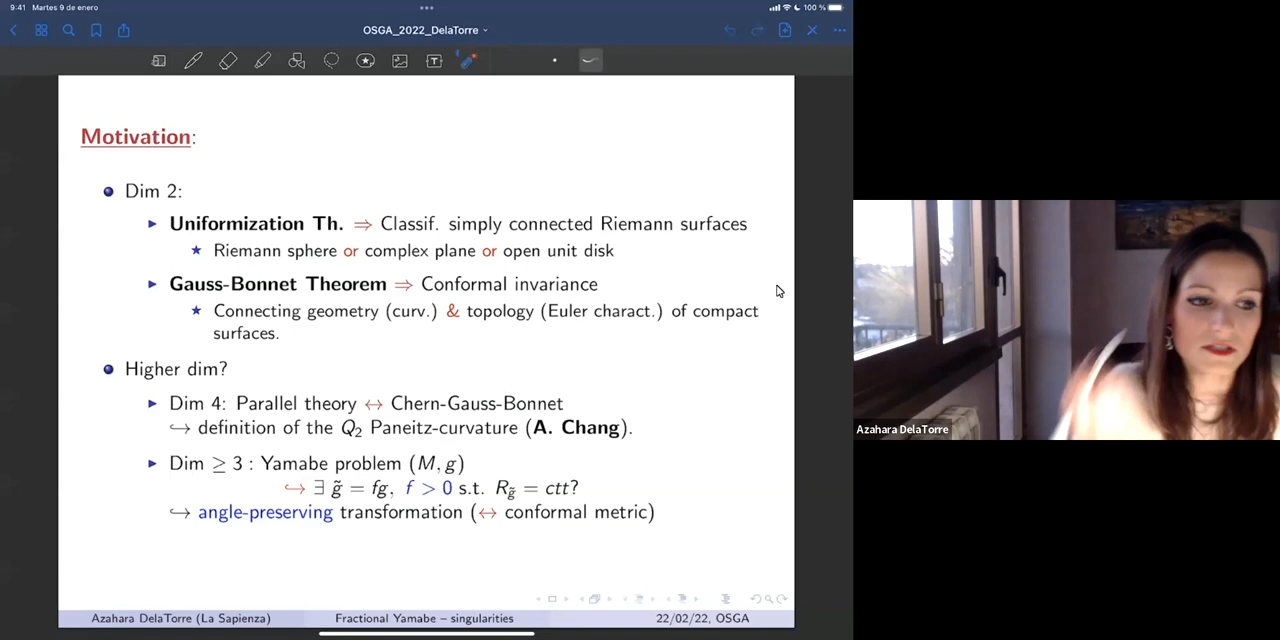 9:41 Martes 9 de enero
100 %
OSGA_2022_DelaTorre
Motivation:
Dim 2:
Uniformization Th. ⇒ Classif. simply connected Riemann surfaces
★ Riemann sphere or complex plane or open unit disk
Gauss-Bonnet Theorem ⇒ Conformal invariance
★ Connecting geometry (curv.) & topology (Euler charact.) of compact
surfaces.
Higher dim?
Dim 4: Parallel theory ↔ Chern-Gauss-Bonnet
↪ definition of the Q₂ Paneitz-curvature (A. Chang).
Dim ≥ 3 : Yamabe problem (M, g)
↪ ∃ g̃ = fg, f > 0 s.t. R_g̃ = ctt?
↪ angle-preserving transformation (↔ conformal metric)
Azahara DelaTorre (La Sapienza) Fractional Yamabe – singularities 22/02/22, OSGA
Azahara DelaTorre